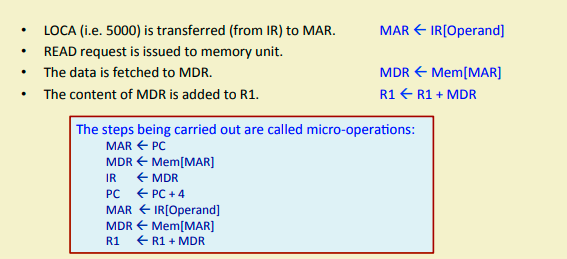 • LOCA (i.e. 5000) is transferred (from IR) to MAR. MAR ← IR[Operand]
• READ request is issued to memory unit.
• The data is fetched to MDR. MDR ← Mem[MAR]
• The content of MDR is added to R1. R1 ← R1 + MDR
The steps being carried out are called micro-operations:
MAR ← PC
MDR ← Mem[MAR]
IR ← MDR
PC ← PC + 4
MAR ← IR[Operand]
MDR ← Mem[MAR]
R1 ← R1 + MDR